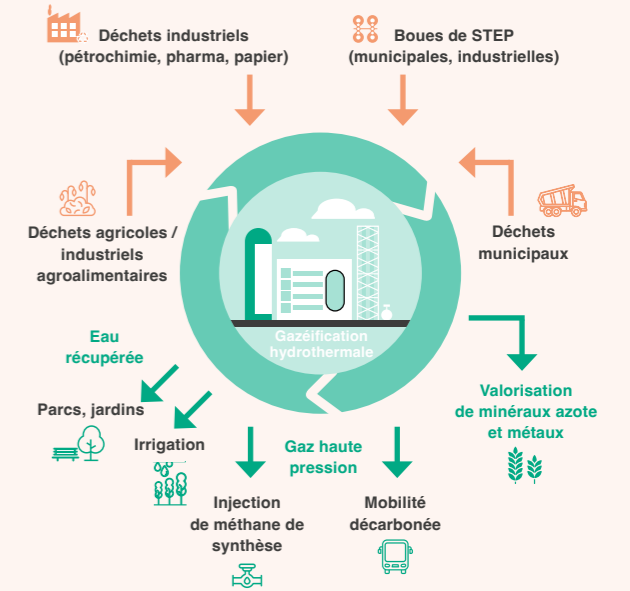 Déchets industriels
(pétrochimie, pharma, papier)
Boues de STEP
(municipales, industrielles)
Déchets agricoles /
industriels
agroalimentaires
Déchets
municipaux
Gazéification
hydrothermale
Eau
récupérée
Parcs, jardins
Irrigation
Gaz haute
pression
Injection
de méthane de
synthèse
Mobilité
décarbonée
Valorisation
de minéraux azote
et métaux